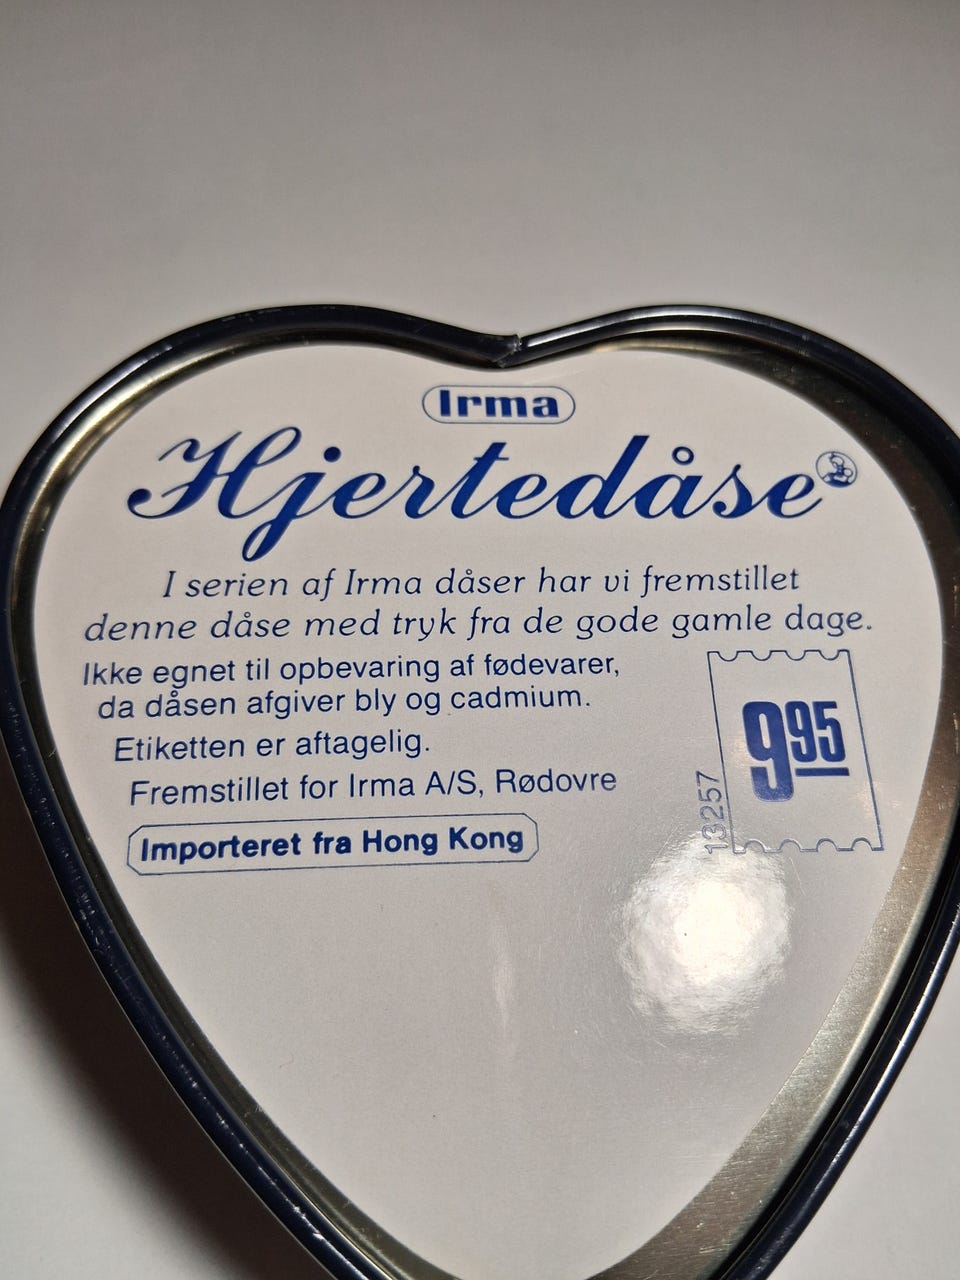 Irma
Hjertedåse
I serien af Irma dåser har vi fremstillet
denne dåse med tryk fra de gode gamle dage.
Ikke egnet til opbevaring af fødevarer,
da dåsen afgiver bly og cadmium.
Etiketten er aftagelig.
Fremstillet for Irma A/S, Rødovre
Importeret fra Hong Kong
995
13257